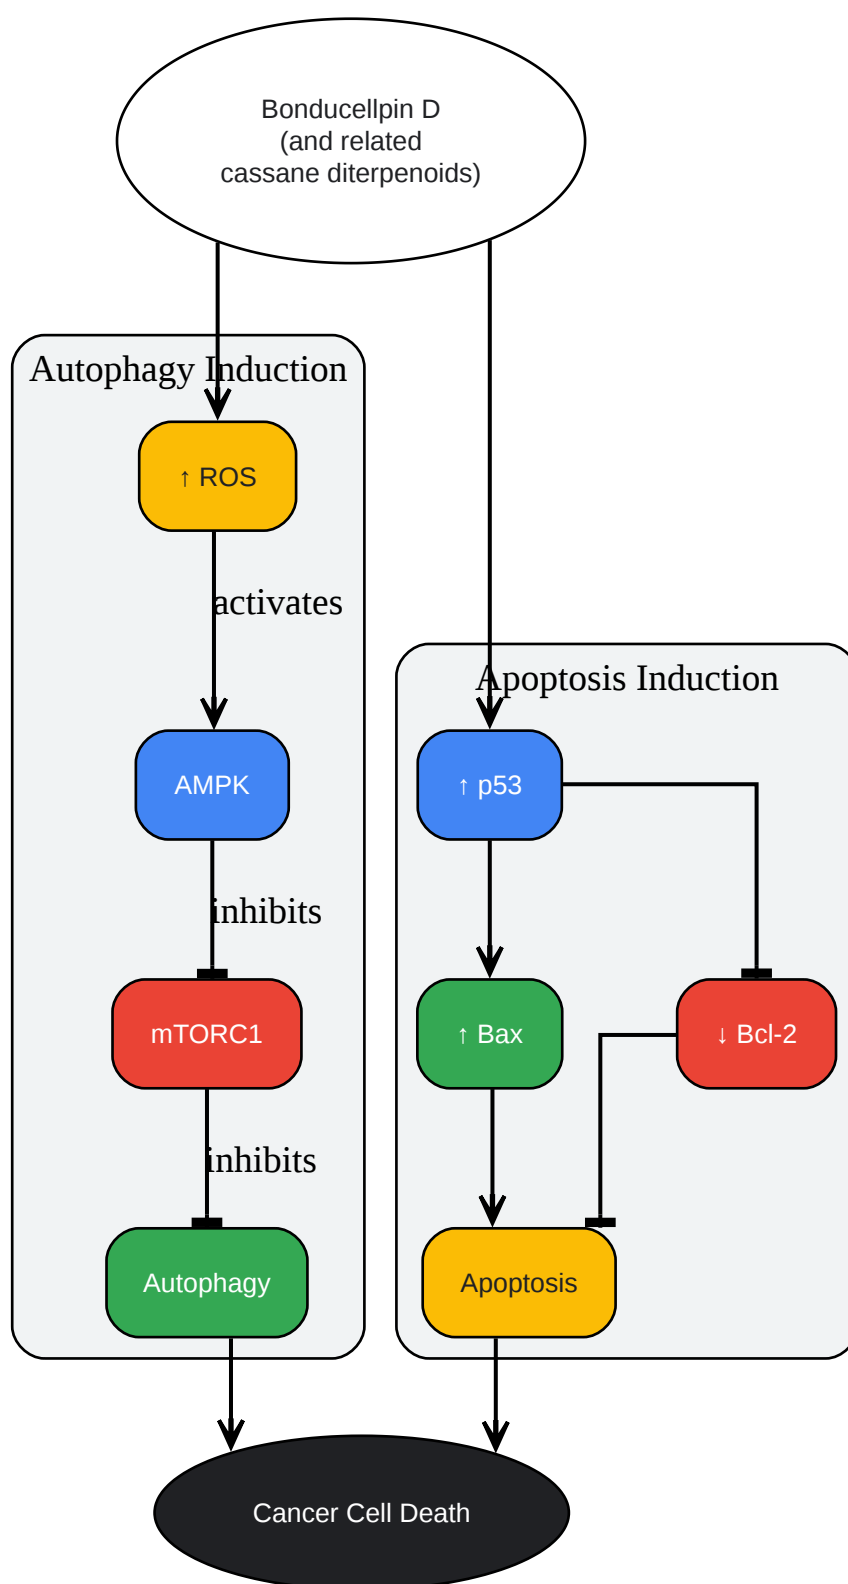 Bonducellpin D
(and related
cassane diterpenoids)
Autophagy Induction
↑ ROS
activates
AMPK
inhibits
mTORC1
inhibits
Autophagy
Apoptosis Induction
↑ p53
↑ Bax
↓ Bcl-2
Apoptosis
Cancer Cell Death